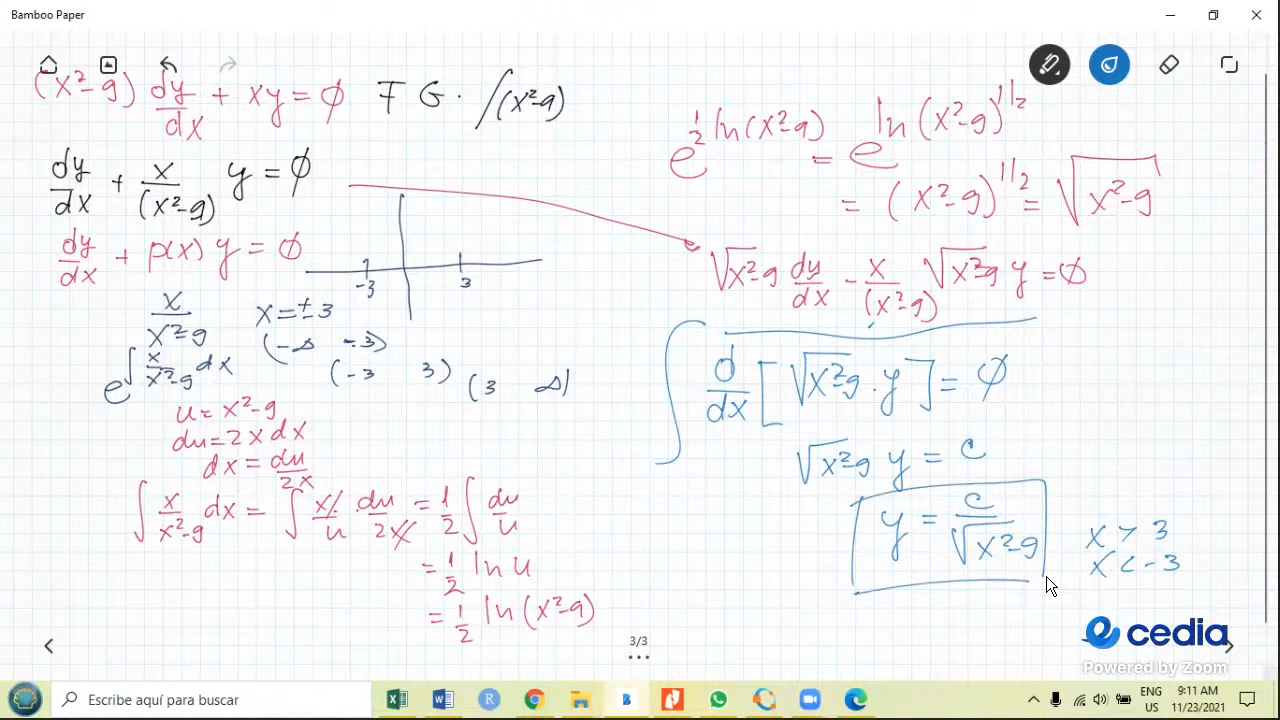 Bamboo Paper
(x²-9) dy/dx + xy = ∅ F G. /(x²-9)
dy/dx + x/(x²-9) y = ∅
dy/dx + p(x) y = ∅
-3 3
x/x²-9 x = ±3
(-∞ -3)
(-3 3) (3 ∞)
e^∫ x/x²-9 dx
u = x²-9
du = 2x dx
dx = du/2x
∫ x/x²-9 dx = ∫ x/u · du/2x = 1/2 ∫ du/u
= 1/2 ln u
= 1/2 ln (x²-9)
e^1/2 ln(x²-9) = e^ln (x²-9)^1/2
= (x²-9)^1/2 = √x²-9
√x²-9 dy/dx - x/(x²-9) √x²-9 y = ∅
∫ d/dx [√x²-9 · y] = ∅
√x²-9 y = c
y = c/√x²-9
x > 3
x < -3
cedia
Powered by Zoom
3/3
Escribe aquí para buscar
ENG
US
9:11 AM
11/23/2021